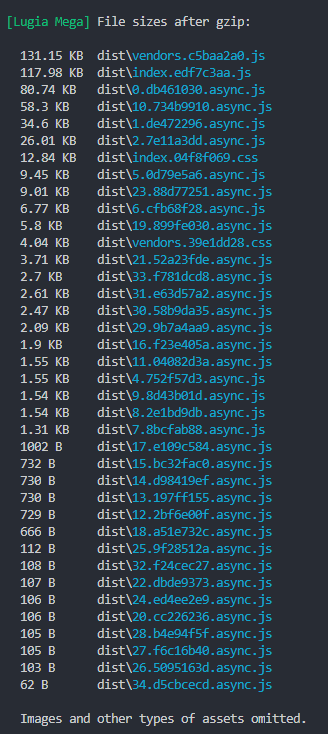 [Lugia Mega] File sizes after gzip:
131.15 KB dist\vendors.c5baa2a0.js
117.98 KB dist\index.edf7c3aa.js
80.74 KB dist\0.db461030.async.js
58.3 KB dist\10.734b9910.async.js
34.6 KB dist\1.de472296.async.js
26.01 KB dist\2.7e11a3dd.async.js
12.84 KB dist\index.04f8f069.css
9.45 KB dist\5.0d79e5a6.async.js
9.01 KB dist\23.88d77251.async.js
6.77 KB dist\6.cfb68f28.async.js
5.8 KB dist\19.899fe030.async.js
4.04 KB dist\vendors.39e1dd28.css
3.71 KB dist\21.52a23fde.async.js
2.7 KB dist\33.f781dcd8.async.js
2.61 KB dist\31.e63d57a2.async.js
2.47 KB dist\30.58b9da35.async.js
2.09 KB dist\29.9b7a4aa9.async.js
1.9 KB dist\16.f23e405a.async.js
1.55 KB dist\11.04082d3a.async.js
1.55 KB dist\4.752f57d3.async.js
1.54 KB dist\9.8d43b01d.async.js
1.54 KB dist\8.2e1bd9db.async.js
1.31 KB dist\7.8bcfab88.async.js
1002 B dist\17.e109c584.async.js
732 B dist\15.bc32fac0.async.js
730 B dist\14.d98419ef.async.js
730 B dist\13.197ff155.async.js
729 B dist\12.2bf6e00f.async.js
666 B dist\18.a51e732c.async.js
112 B dist\25.9f28512a.async.js
108 B dist\32.f24cec27.async.js
107 B dist\22.dbde9373.async.js
106 B dist\24.ed4ee2e9.async.js
106 B dist\20.cc226236.async.js
105 B dist\28.b4e94f5f.async.js
105 B dist\27.f6c16b40.async.js
103 B dist\26.5095163d.async.js
62 B dist\34.d5cbcecd.async.js
Images and other types of assets omitted.